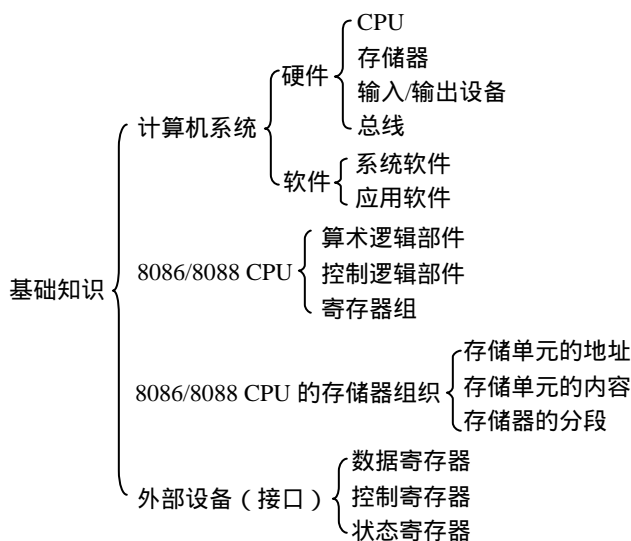 CPU
存储器
硬件
输入/输出设备
总线
计算机系统
系统软件
软件
应用软件
算术逻辑部件
8086/8088 CPU
控制逻辑部件
寄存器组
基础知识
存储单元的地址
8086/8088 CPU 的存储器组织
存储单元的内容
存储器的分段
数据寄存器
外部设备（接口）
控制寄存器
状态寄存器